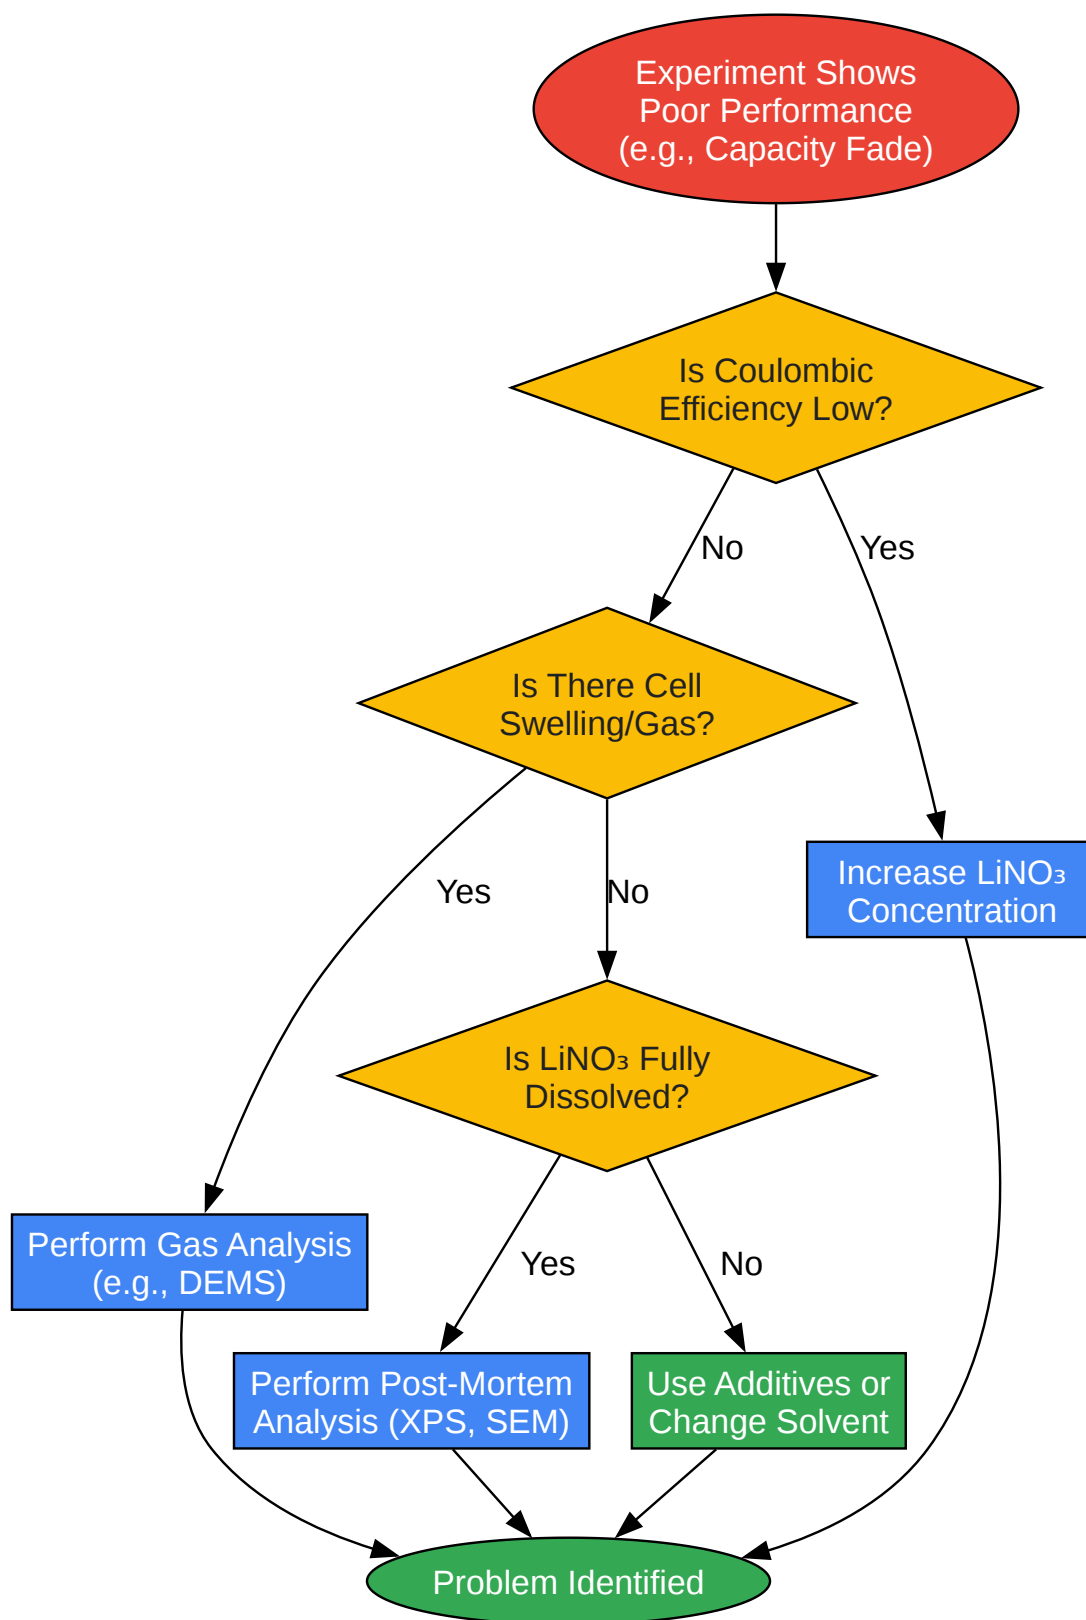 Experiment Shows
Poor Performance
(e.g., Capacity Fade)
Is Coulombic
Efficiency Low?
No
Yes
Is There Cell
Swelling/Gas?
Increase LiNO₃
Concentration
Yes
No
Is LiNO₃ Fully
Dissolved?
Perform Gas Analysis
(e.g., DEMS)
Yes
No
Perform Post-Mortem
Analysis (XPS, SEM)
Use Additives or
Change Solvent
Problem Identified